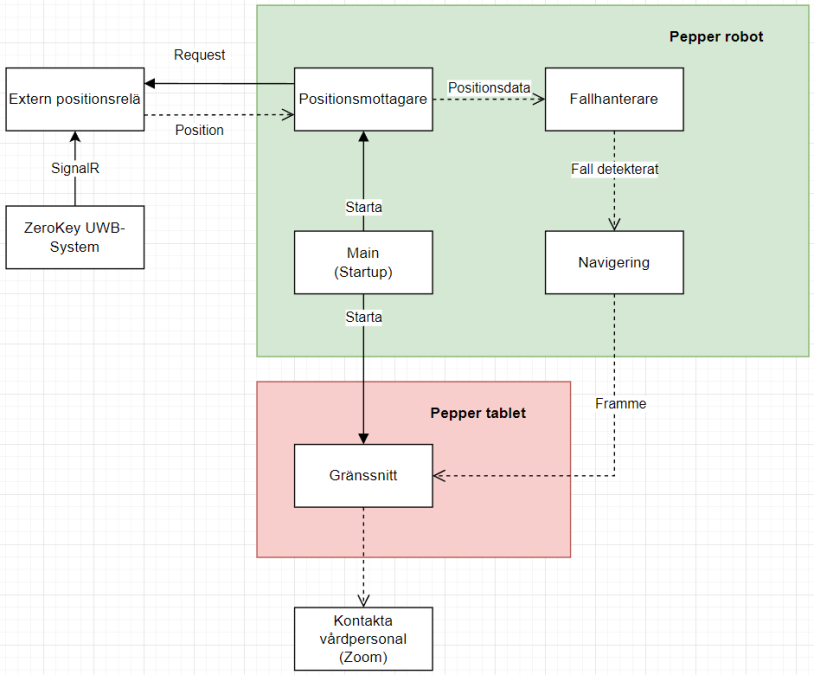 Pepper robot
Request
Extern positionsrelä
Positionsmottagare
Positionsdata
Fallhanterare
Position
SignalR
Fall detekterat
Starta
ZeroKey UWB-
System
Main
(Startup)
Navigering
Starta
Framme
Pepper tablet
Gränssnitt
Kontakta
vårdpersonal
(Zoom)